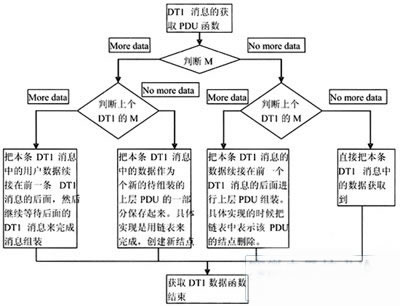 DT1 消息的获
取 PDU 函数
More data
No more data
判断 M
More data
No more data
More data
No more data
判断上个
DT1 的 M
判断上个
DT1 的 M
把本条 DT1 消息
中的用户数据续
接在前一条 DT1
消息的后面，然后
继续等待后面的
DT1 消息来完成
消息组装
把本条 DT1 消息
中的数据作为
个新的待组装的
上层 PDU 的一部
分保存起来。具体
实现是用链表来
完成，创建新结点
把本条 DT1 消息的
数据续接在前一个
DT1 消息的后面进
行上层 PDU 组装。
具体实现的时候把
链表中表示该 PDU
的结点删除。
直接把本条
DT1 消息中
的数据获取
到
获取 DT1 数据函数
结束